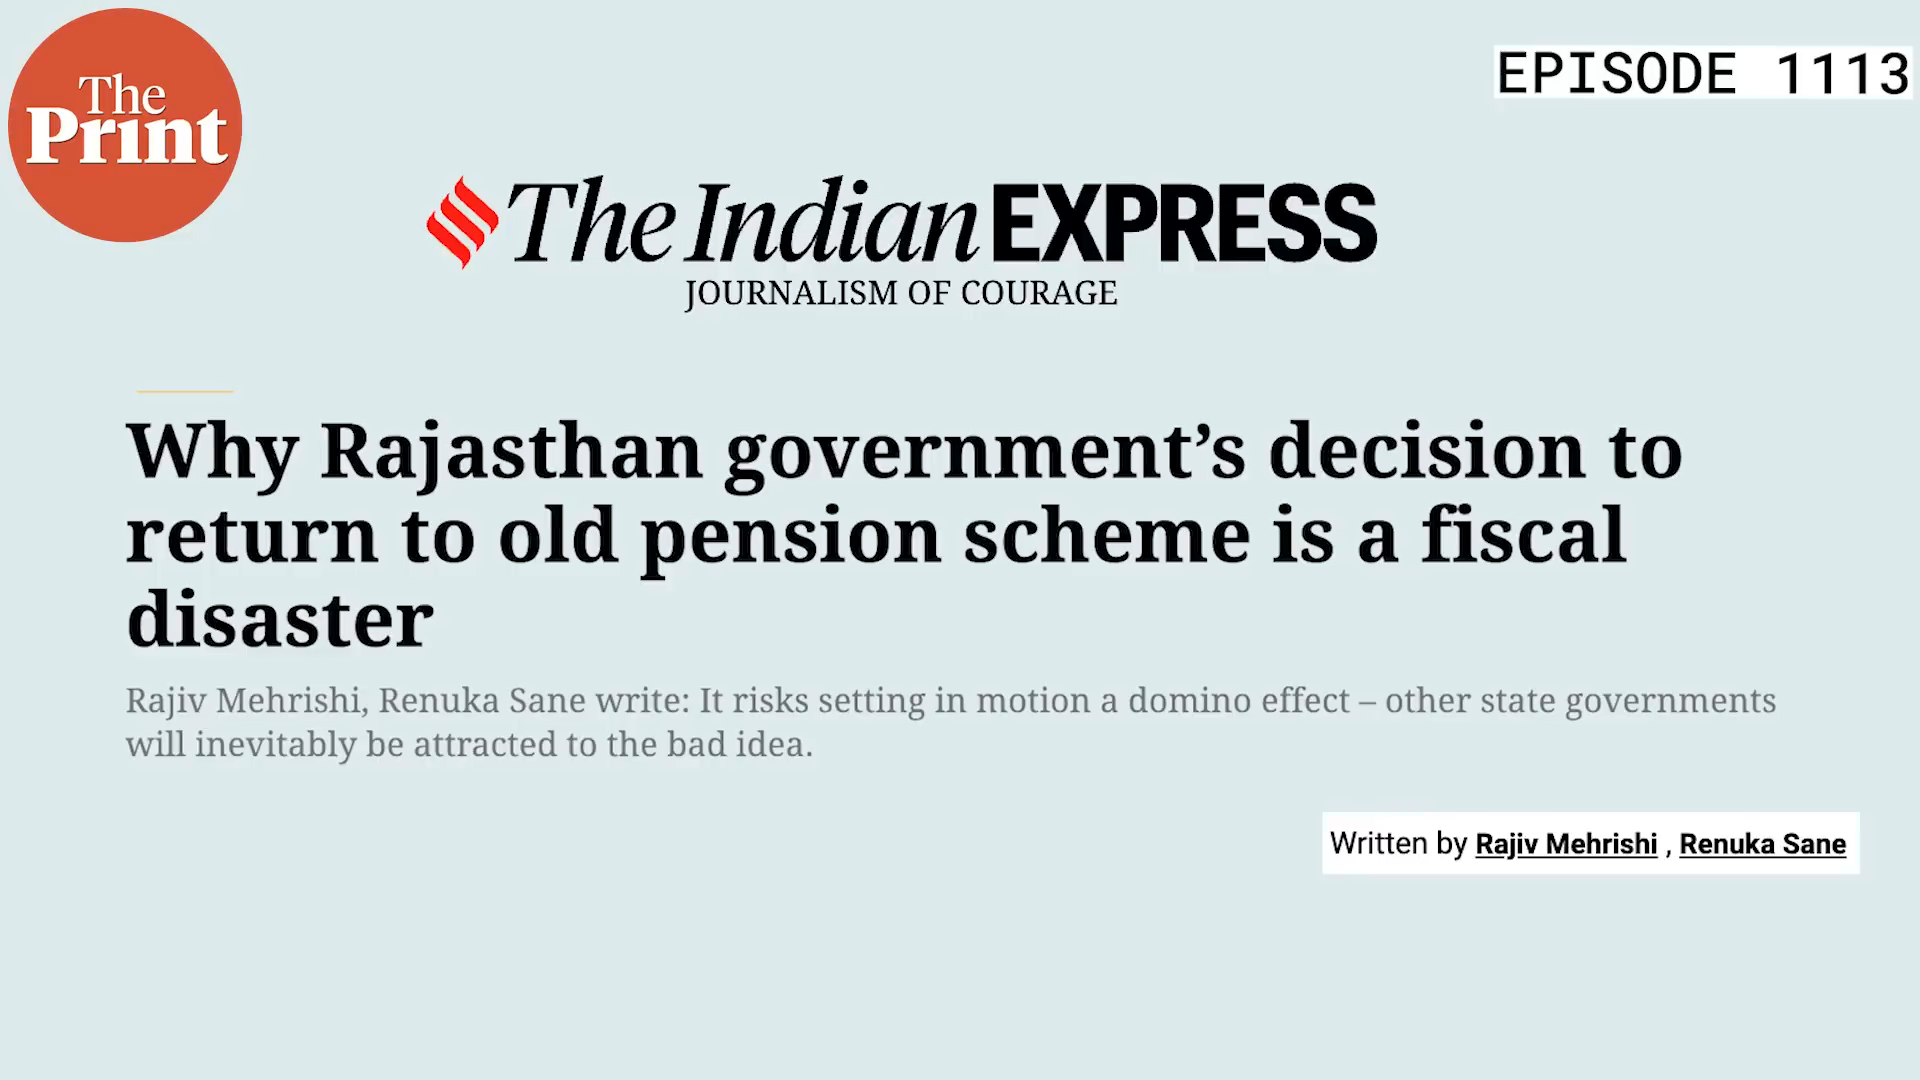 The
Print
EPISODE 1113
The Indian EXPRESS
JOURNALISM OF COURAGE
Why Rajasthan government’s decision to
return to old pension scheme is a fiscal
disaster
Rajiv Mehrishi, Renuka Sane write: It risks setting in motion a domino effect – other state governments
will inevitably be attracted to the bad idea.
Written by Rajiv Mehrishi , Renuka Sane